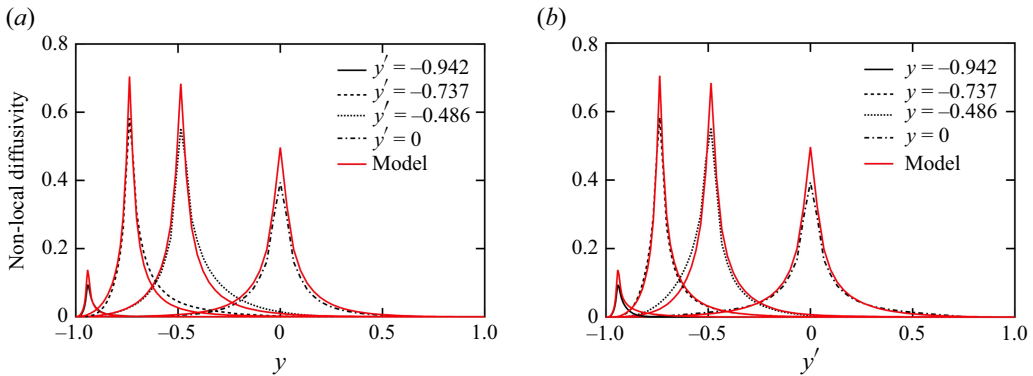 (a)
Non-local diffusivity
0.8
0.6
0.4
0.2
0
–1.0
–0.5
0
0.5
1.0
y
y′ = –0.942
y′ = –0.737
y′ = –0.486
y′ = 0
Model
(b)
0.8
0.6
0.4
0.2
0
–1.0
–0.5
0
0.5
1.0
y′
y = –0.942
y = –0.737
y = –0.486
y = 0
Model